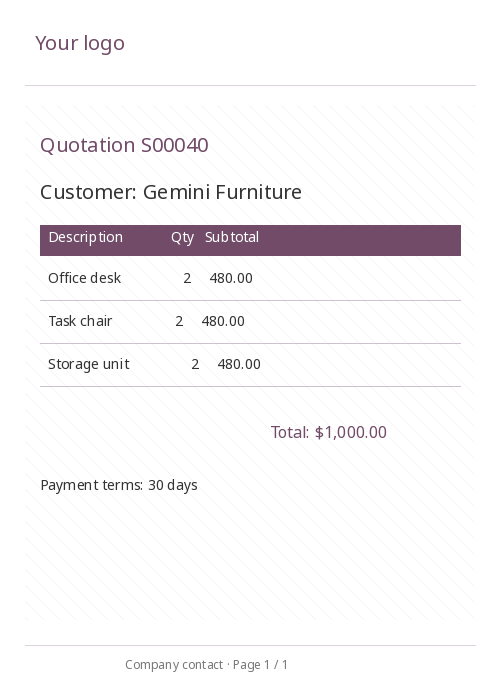 Your logo
Quotation S00040
Customer: Gemini Furniture
Description Qty Subtotal
Office desk 2 480.00
Task chair 2 480.00
Storage unit 2 480.00
Total: $1,000.00
Payment terms: 30 days
Company contact · Page 1 / 1